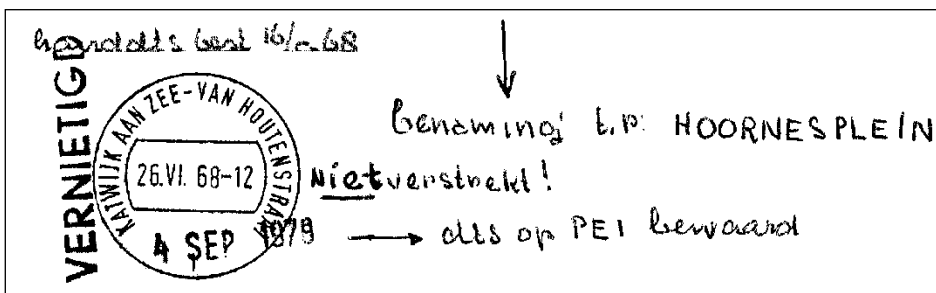 best 16/ 68
VERNIETIGD
KATWIJK AAN ZEE-VAN HOUTENSTRAAT
benaming t.p: HOORNESPLEIN
26.VI. 68-12
Niet verstrekt!
4 SEP 1979 → dts op PEI bewaard